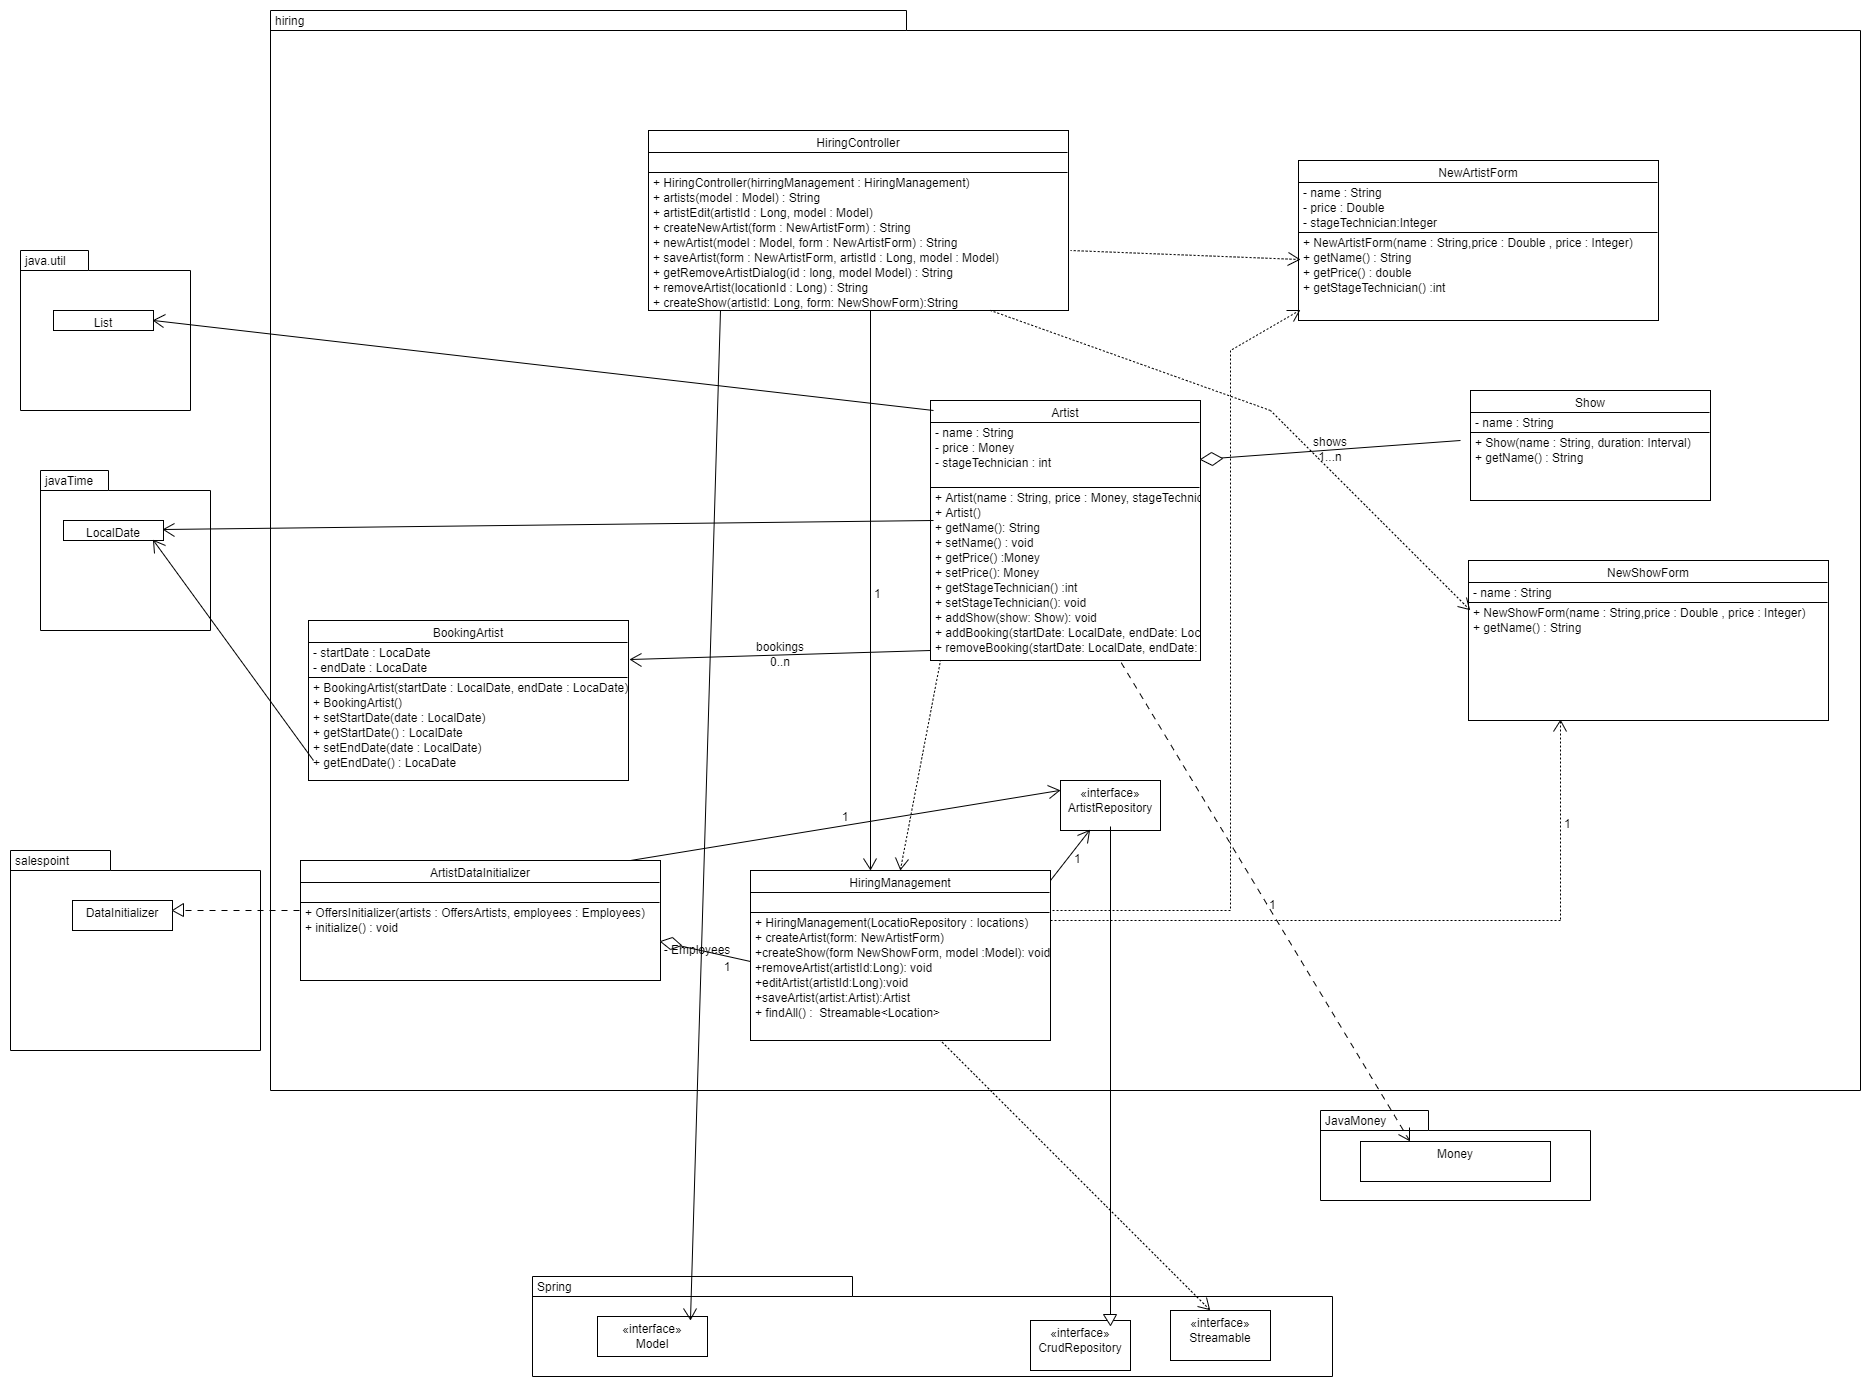 hiring
HiringController
+ HiringController(hirringManagement : HiringManagement)
+ artists(model : Model) : String
+ artistEdit(artistId : Long, model : Model)
+ createNewArtist(form : NewArtistForm) : String
+ newArtist(model : Model, form : NewArtistForm) : String
+ saveArtist(form : NewArtistForm, artistId : Long, model : Model)
+ getRemoveArtistDialog(id : long, model Model) : String
+ removeArtist(locationId : Long) : String
+ createShow(artistId: Long, form: NewShowForm):String
NewArtistForm
- name : String
- price : Double
- stageTechnician:Integer
+ NewArtistForm(name : String,price : Double , price : Integer)
+ getName() : String
+ getPrice() : double
+ getStageTechnician() :int
java.util
List
Artist
- name : String
- price : Money
- stageTechnician : int
+ Artist(name : String, price : Money, stageTechnic
+ Artist()
+ getName(): String
+ setName() : void
+ getPrice() :Money
+ setPrice(): Money
+ getStageTechnician() :int
+ setStageTechnician(): void
+ addShow(show: Show): void
+ addBooking(startDate: LocalDate, endDate: Loc
+ removeBooking(startDate: LocalDate, endDate:
shows
1...n
Show
- name : String
+ Show(name : String, duration: Interval)
+ getName() : String
javaTime
LocalDate
NewShowForm
- name : String
+ NewShowForm(name : String,price : Double , price : Integer)
+ getName() : String
1
BookingArtist
- startDate : LocaDate
- endDate : LocaDate
+ BookingArtist(startDate : LocalDate, endDate : LocaDate)
+ BookingArtist()
+ setStartDate(date : LocalDate)
+ getStartDate() : LocalDate
+ setEndDate(date : LocalDate)
+ getEndDate() : LocaDate
bookings
0..n
«interface»
ArtistRepository
1
1
1
salespoint
DataInitializer
ArtistDataInitializer
+ OffersInitializer(artists : OffersArtists, employees : Employees)
+ initialize() : void
- Employees
1
HiringManagement
+ HiringManagement(LocatioRepository : locations)
+ createArtist(form: NewArtistForm)
+createShow(form NewShowForm, model :Model): void
+removeArtist(artistId:Long): void
+editArtist(artistId:Long):void
+saveArtist(artist:Artist):Artist
+ findAll() : Streamable<Location>
1
JavaMoney
Money
Spring
«interface»
Model
«interface»
CrudRepository
«interface»
Streamable